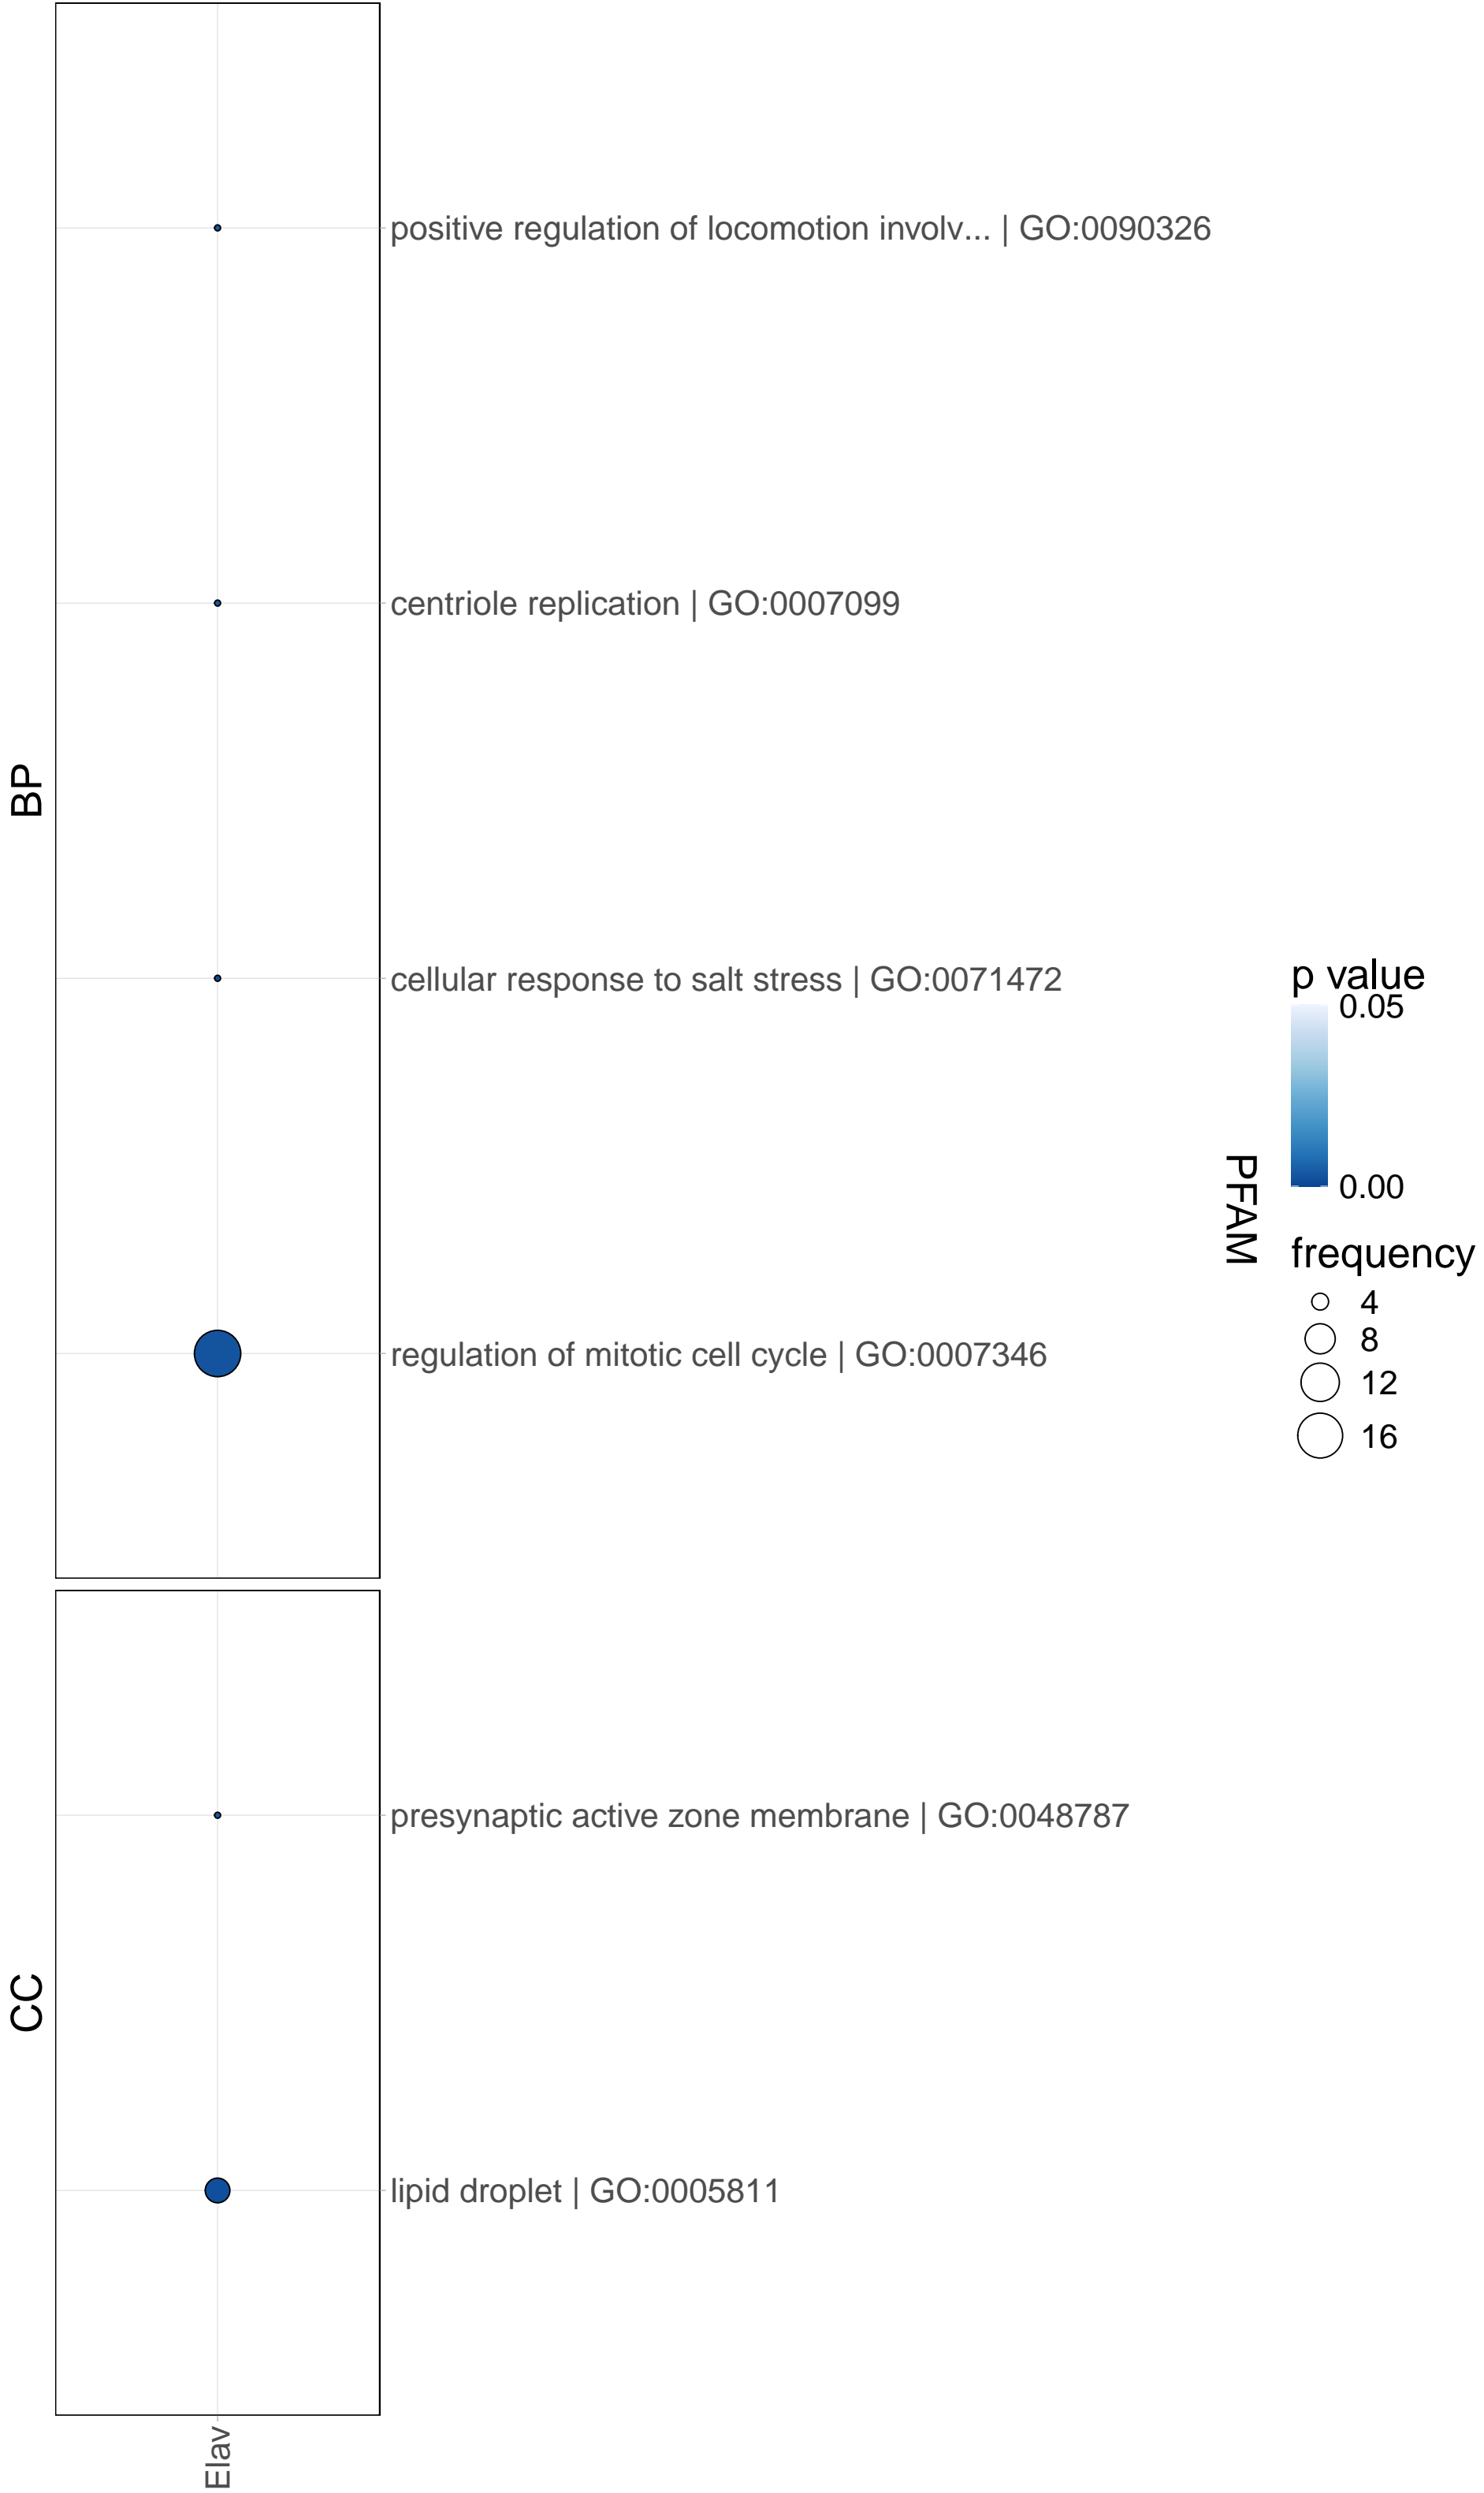 BP
positive regulation of locomotion involv... | GO:0090326
centriole replication | GO:0007099
cellular response to salt stress | GO:0071472
regulation of mitotic cell cycle | GO:0007346
CC
presynaptic active zone membrane | GO:0048787
lipid droplet | GO:0005811
Elav
PFAM
p value
0.05
0.00
frequency
4
8
12
16